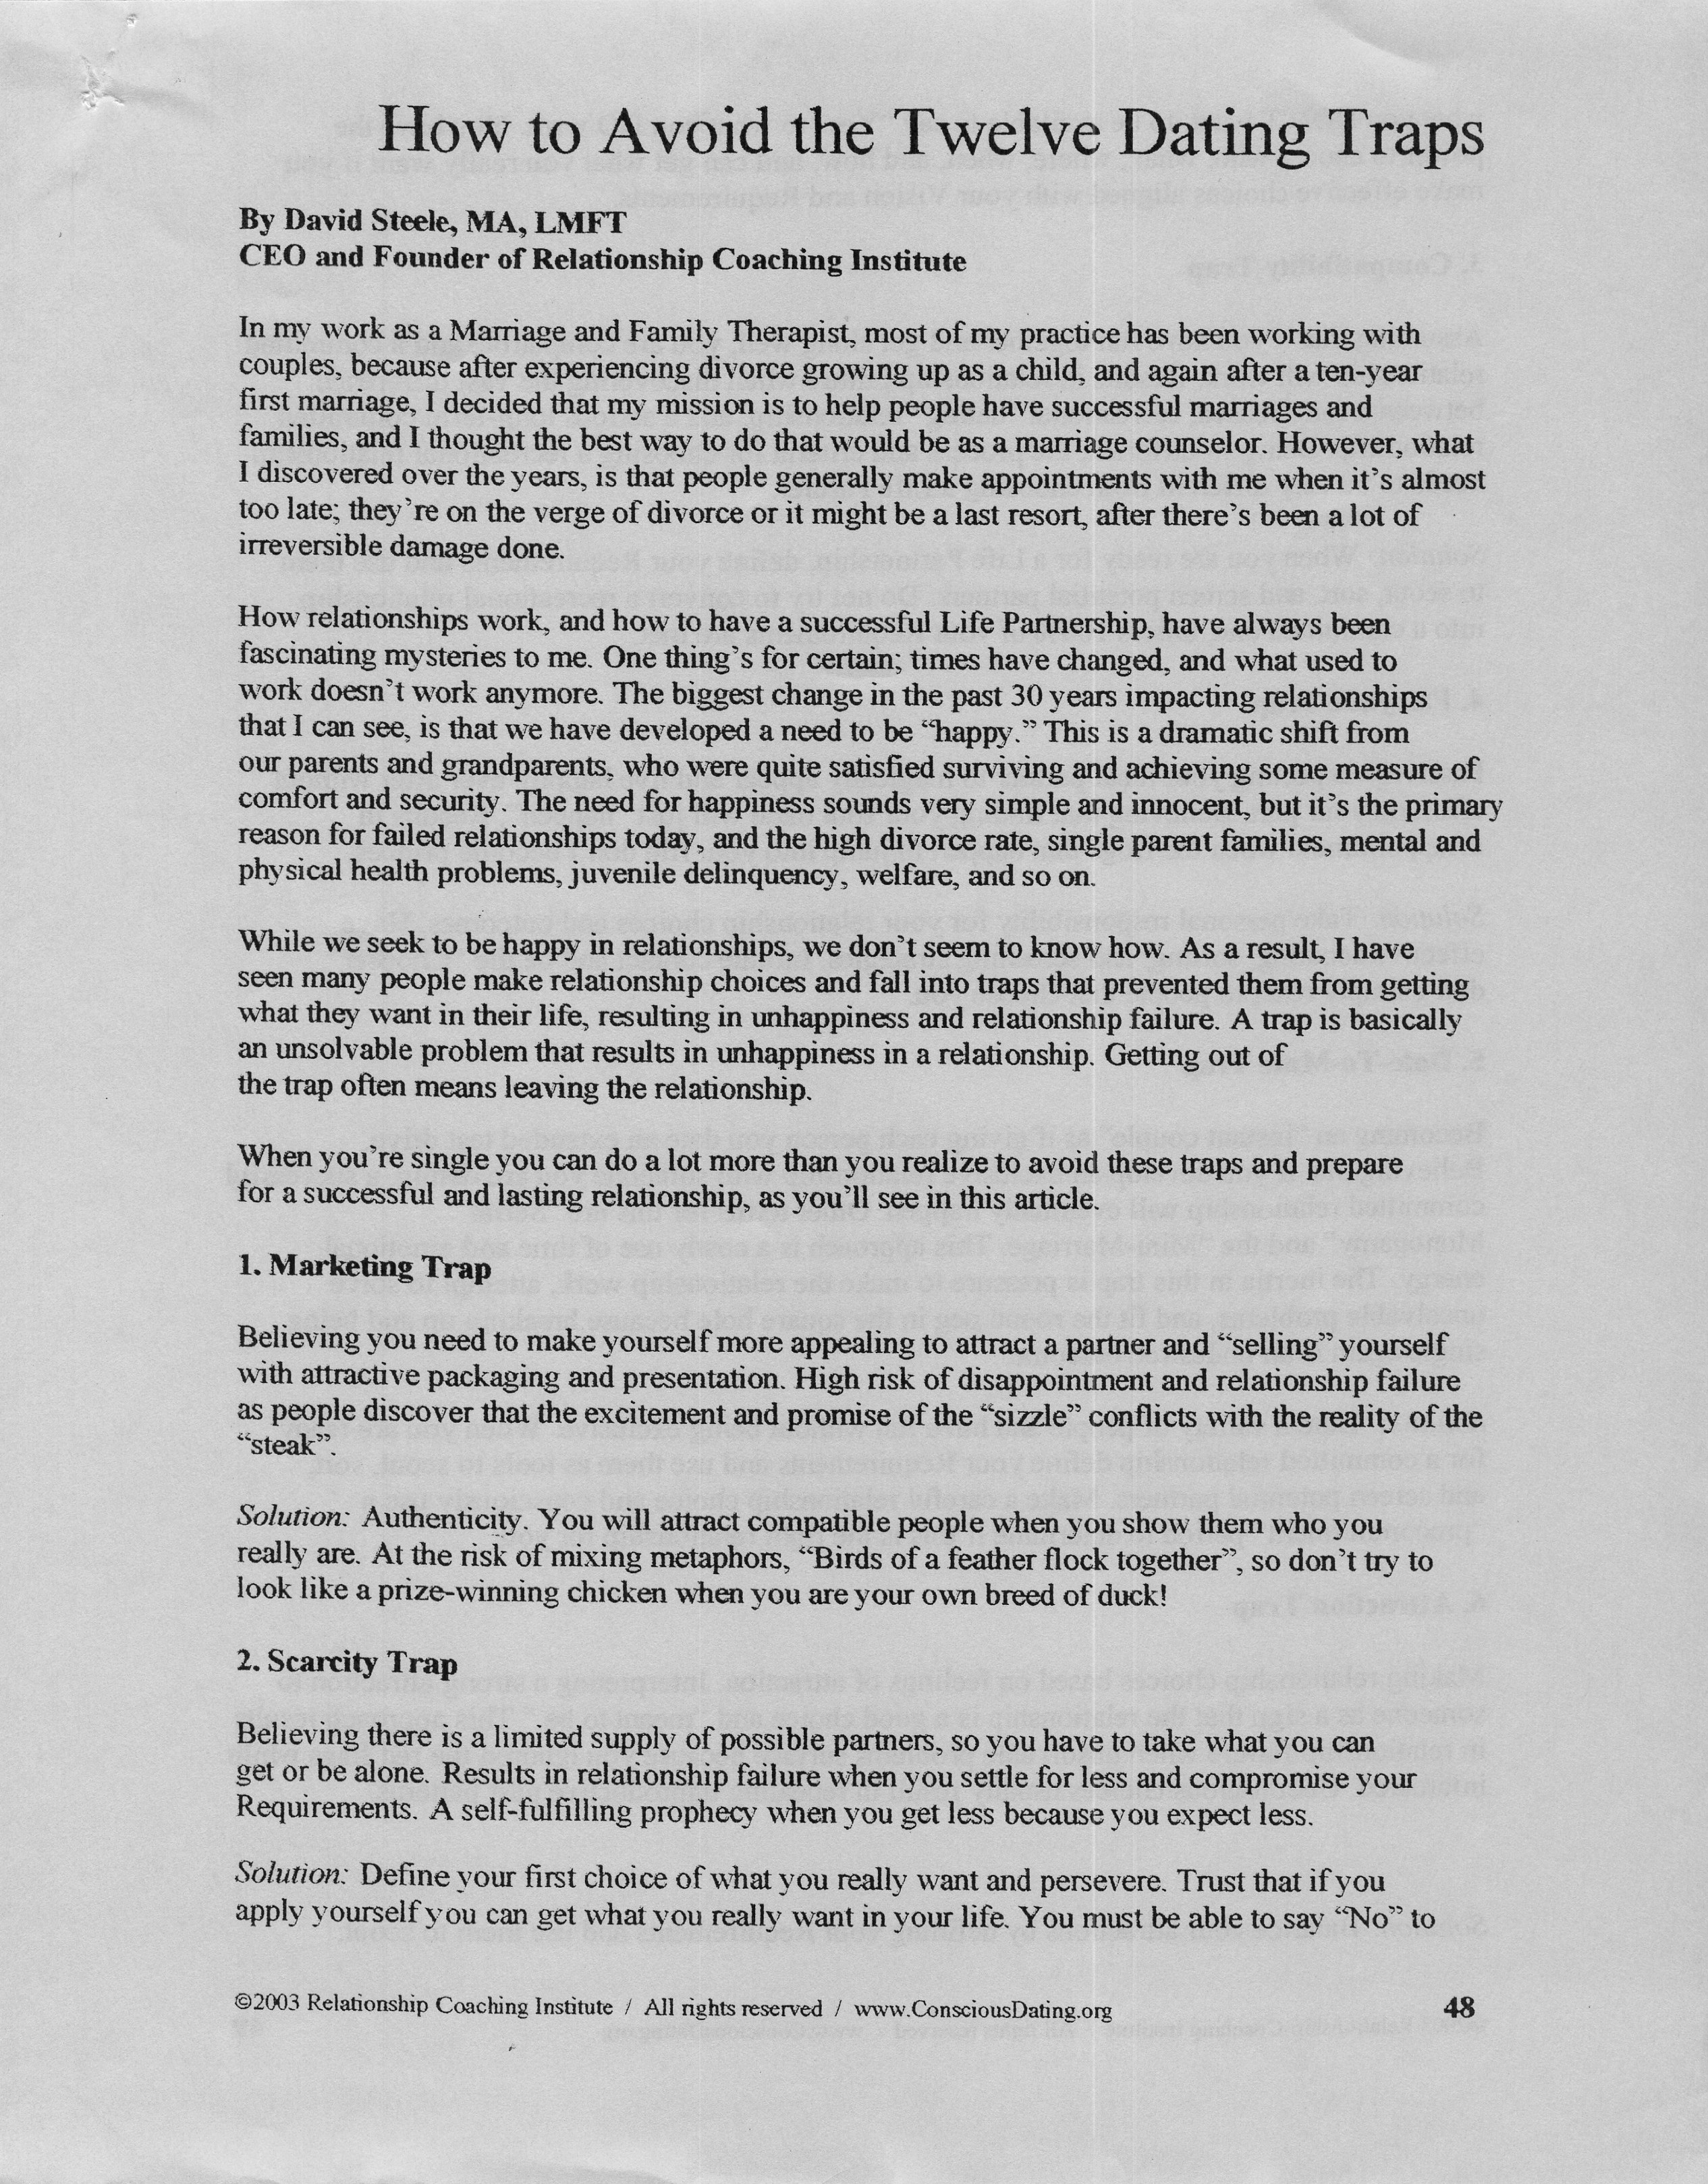 How to Avoid the Twelve Dating Traps
By David Steele, MA, LMFT
CEO and Founder of Relationship Coaching Institute
In my work as a Marriage and Family Therapist, most of my practice has been working with
couples, because after experiencing divorce growing up as a child, and again after a ten-year
first marriage, I decided that my mission is to help people have successful marriages and
families, and I thought the best way to do that would be as a marriage counselor. However, what
I discovered over the years, is that people generally make appointments with me when it's almost
too late; they're on the verge of divorce or it might be a last resort, after there's been a lot of
irreversible damage done.
How relationships work, and how to have a successful Life Partnership, have always been
fascinating mysteries to me. One thing's for certain; times have changed, and what used to
work doesn't work anymore. The biggest change in the past 30 years impacting relationships
that I can see, is that we have developed a need to be “happy.” This is a dramatic shift from
our parents and grandparents, who were quite satisfied surviving and achieving some measure of
comfort and security. The need for happiness sounds very simple and innocent, but it's the primary
reason for failed relationships today, and the high divorce rate, single parent families, mental and
physical health problems, juvenile delinquency, welfare, and so on.
While we seek to be happy in relationships, we don't seem to know how. As a result, I have
seen many people make relationship choices and fall into traps that prevented them from getting
what they want in their life, resulting in unhappiness and relationship failure. A trap is basically
an unsolvable problem that results in unhappiness in a relationship. Getting out of
the trap often means leaving the relationship.
When you're single you can do a lot more than you realize to avoid these traps and prepare
for a successful and lasting relationship, as you'll see in this article.
1. Marketing Trap
Believing you need to make yourself more appealing to attract a partner and “selling” yourself
with attractive packaging and presentation. High risk of disappointment and relationship failure
as people discover that the excitement and promise of the “sizzle” conflicts with the reality of the
“steak”.
Solution: Authenticity. You will attract compatible people when you show them who you
really are. At the risk of mixing metaphors, “Birds of a feather flock together”, so don't try to
look like a prize-winning chicken when you are your own breed of duck!
2. Scarcity Trap
Believing there is a limited supply of possible partners, so you have to take what you can
get or be alone. Results in relationship failure when you settle for less and compromise your
Requirements. A self-fulfilling prophecy when you get less because you expect less.
Solution: Define your first choice of what you really want and persevere. Trust that if you
apply yourself you can get what you really want in your life. You must be able to say “No” to
©2003 Relationship Coaching Institute / All rights reserved / www.ConsciousDating.org 48